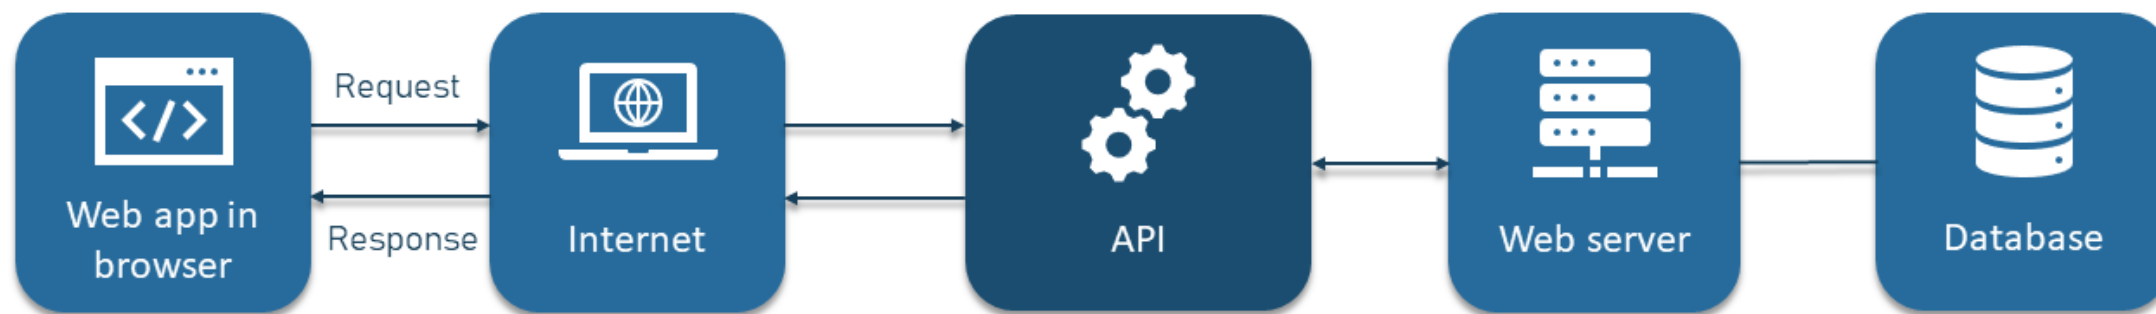 Request
Response
Web app in
browser
Internet
API
Web server
Database